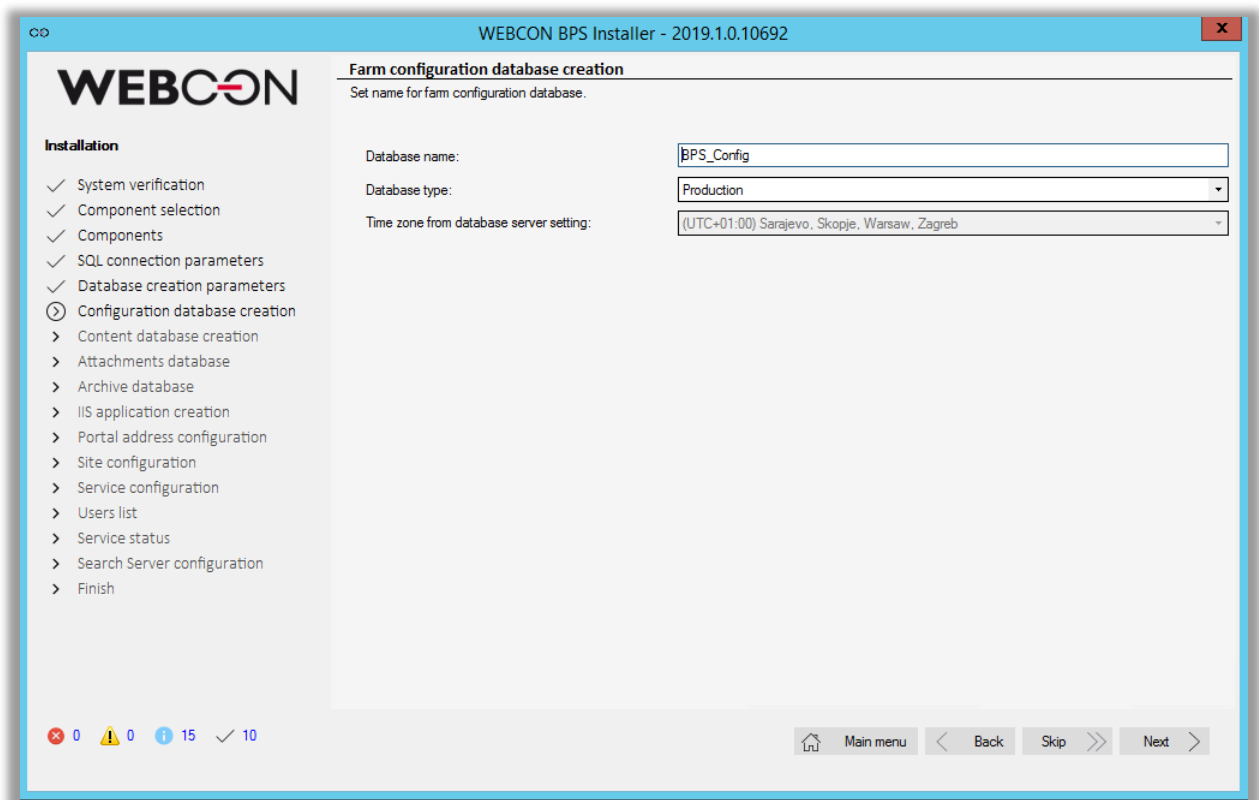 WEBCON BPS Installer - 2019.1.0.10692
x
WEBCON
Installation
System verification
Component selection
Components
SQL connection parameters
Database creation parameters
Configuration database creation
Content database creation
Attachments database
Archive database
IIS application creation
Portal address configuration
Site configuration
Service configuration
Users list
Service status
Search Server configuration
Finish
Farm configuration database creation
Set name for farm configuration database.
Database name: BPS_Config
Database type: Production
Time zone from database server setting: (UTC+01:00) Sarajevo, Skopje, Warsaw, Zagreb
0 0 15 10
Main menu Back Skip Next